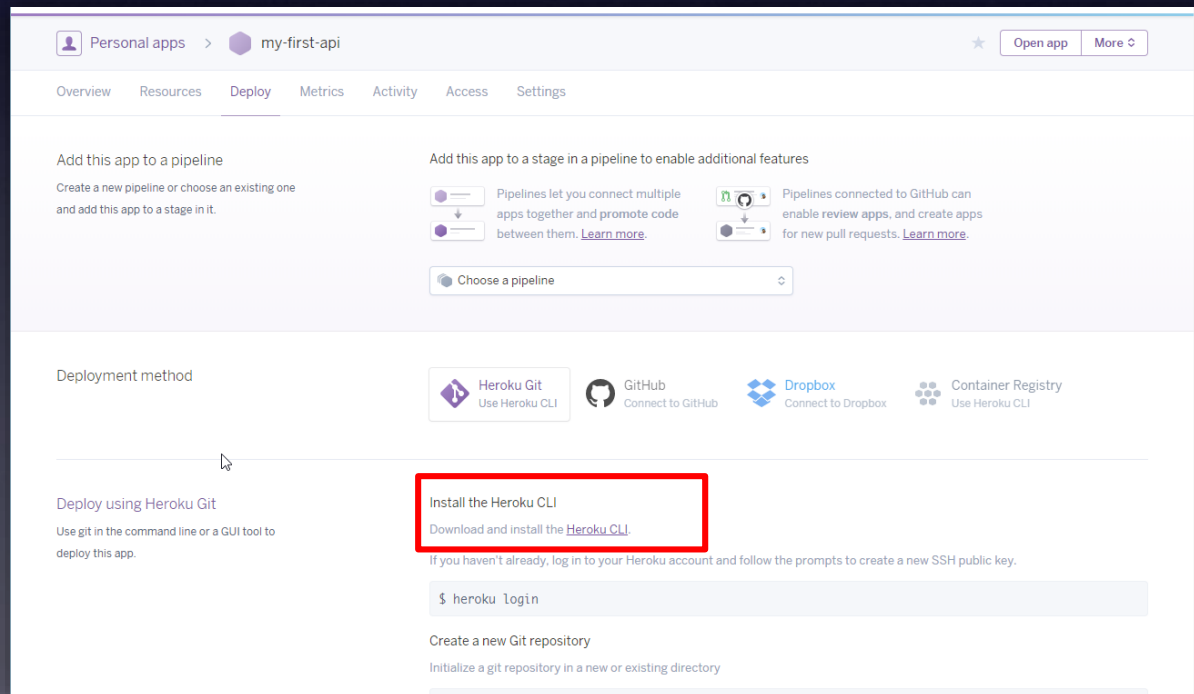 Personal apps > my-first-api
Open app
More
Overview Resources Deploy Metrics Activity Access Settings
Add this app to a pipeline
Create a new pipeline or choose an existing one
and add this app to a stage in it.
Add this app to a stage in a pipeline to enable additional features
Pipelines let you connect multiple
apps together and promote code
between them. Learn more.
Pipelines connected to GitHub can
enable review apps, and create apps
for new pull requests. Learn more.
Choose a pipeline
Deployment method
Heroku Git
Use Heroku CLI
GitHub
Connect to GitHub
Dropbox
Connect to Dropbox
Container Registry
Use Heroku CLI
Deploy using Heroku Git
Use git in the command line or a GUI tool to
deploy this app.
Install the Heroku CLI
Download and install the Heroku CLI.
If you haven't already, log in to your Heroku account and follow the prompts to create a new SSH public key.
$ heroku login
Create a new Git repository
Initialize a git repository in a new or existing directory